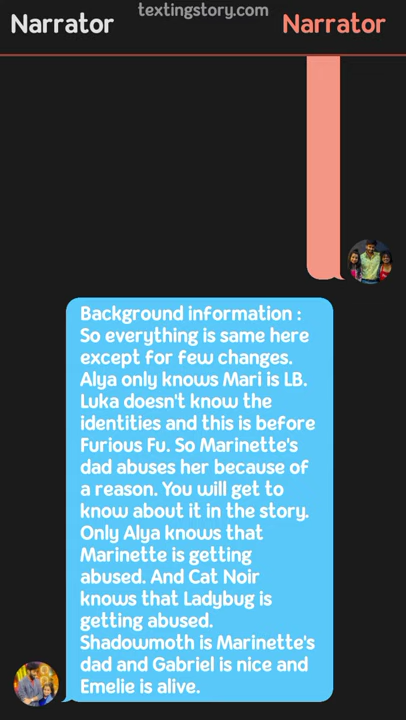 textingstory.com
Narrator
Narrator
Background information :
So everything is same here
except for few changes.
Alya only knows Mari is LB.
Luka doesn't know the
identities and this is before
Furious Fu. So Marinette's
dad abuses her because of
a reason. You will get to
know about it in the story.
Only Alya knows that
Marinette is getting
abused. And Cat Noir
knows that Ladybug is
getting abused.
Shadowmoth is Marinette's
dad and Gabriel is nice and
Emelie is alive.